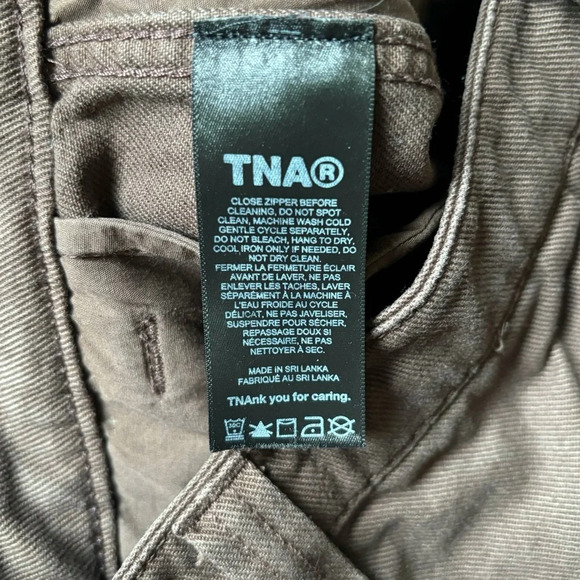 TNA®
CLOSE ZIPPER BEFORE
CLEANING, DO NOT SPOT
CLEAN, MACHINE WASH COLD
GENTLE CYCLE SEPARATELY,
DO NOT BLEACH, HANG TO DRY,
COOL IRON ONLY IF NEEDED, DO
NOT DRY CLEAN.
FERMER LA FERMETURE ÉCLAIR
AVANT DE LAVER, NE PAS
ENLEVER LES TACHES, LAVER
SÉPARÉMENT À LA MACHINE À
L'EAU FROIDE AU CYCLE
DÉLICAT, NE PAS JAVELISER,
SUSPENDRE POUR SÉCHER,
REPASSAGE DOUX SI
NÉCESSAIRE, NE PAS
NETTOYER À SEC.
MADE IN SRI LANKA
FABRIQUÉ AU SRI LANKA
TNAnk you for caring.
30C